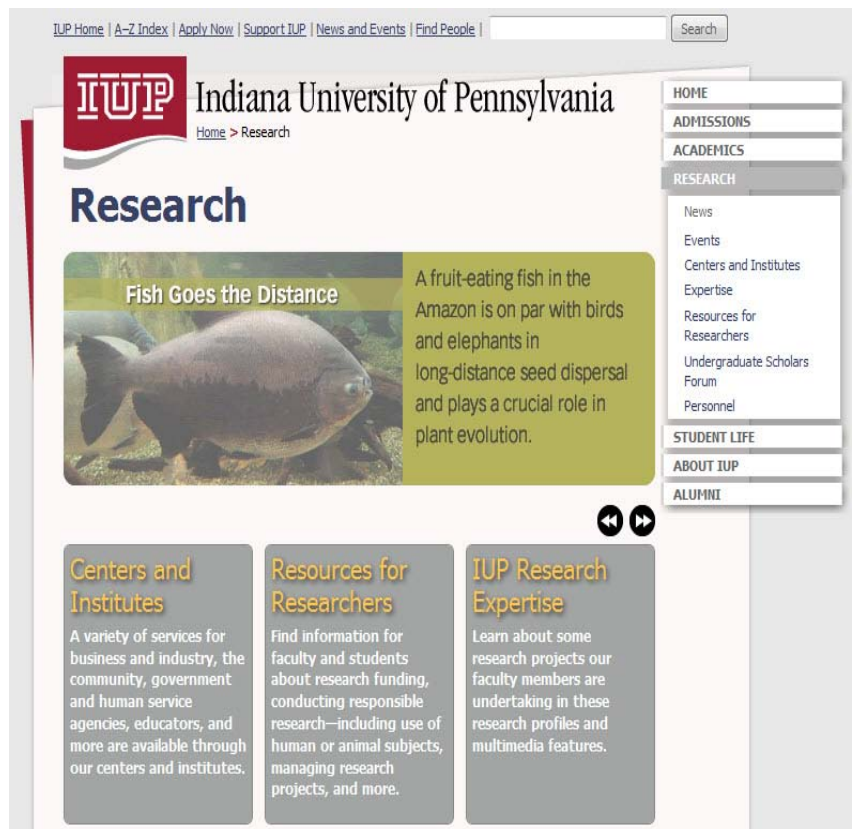 IUP Home | A–Z Index | Apply Now | Support IUP | News and Events | Find People |
Search
IUP
Indiana University of Pennsylvania
Home > Research
Research
Fish Goes the Distance
A fruit-eating fish in the
Amazon is on par with birds
and elephants in
long-distance seed dispersal
and plays a crucial role in
plant evolution.
HOME
ADMISSIONS
ACADEMICS
RESEARCH
News
Events
Centers and Institutes
Expertise
Resources for
Researchers
Undergraduate Scholars
Forum
Personnel
STUDENT LIFE
ABOUT IUP
ALUMNI
Centers and
Institutes
A variety of services for
business and industry, the
community, government
and human service
agencies, educators, and
more are available through
our centers and institutes.
Resources for
Researchers
Find information for
faculty and students
about research funding,
conducting responsible
research—including use of
human or animal subjects,
managing research
projects, and more.
IUP Research
Expertise
Learn about some
research projects our
faculty members are
undertaking in these
research profiles and
multimedia features.